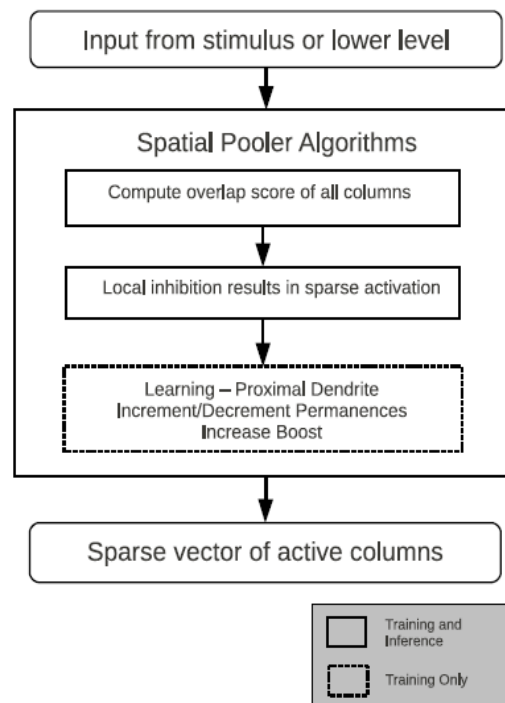 Input from stimulus or lower level
Spatial Pooler Algorithms
Compute overlap score of all columns
Local inhibition results in sparse activation
Learning – Proximal Dendrite
Increment/Decrement Permanences
Increase Boost
Sparse vector of active columns
Training and
Inference
Training Only